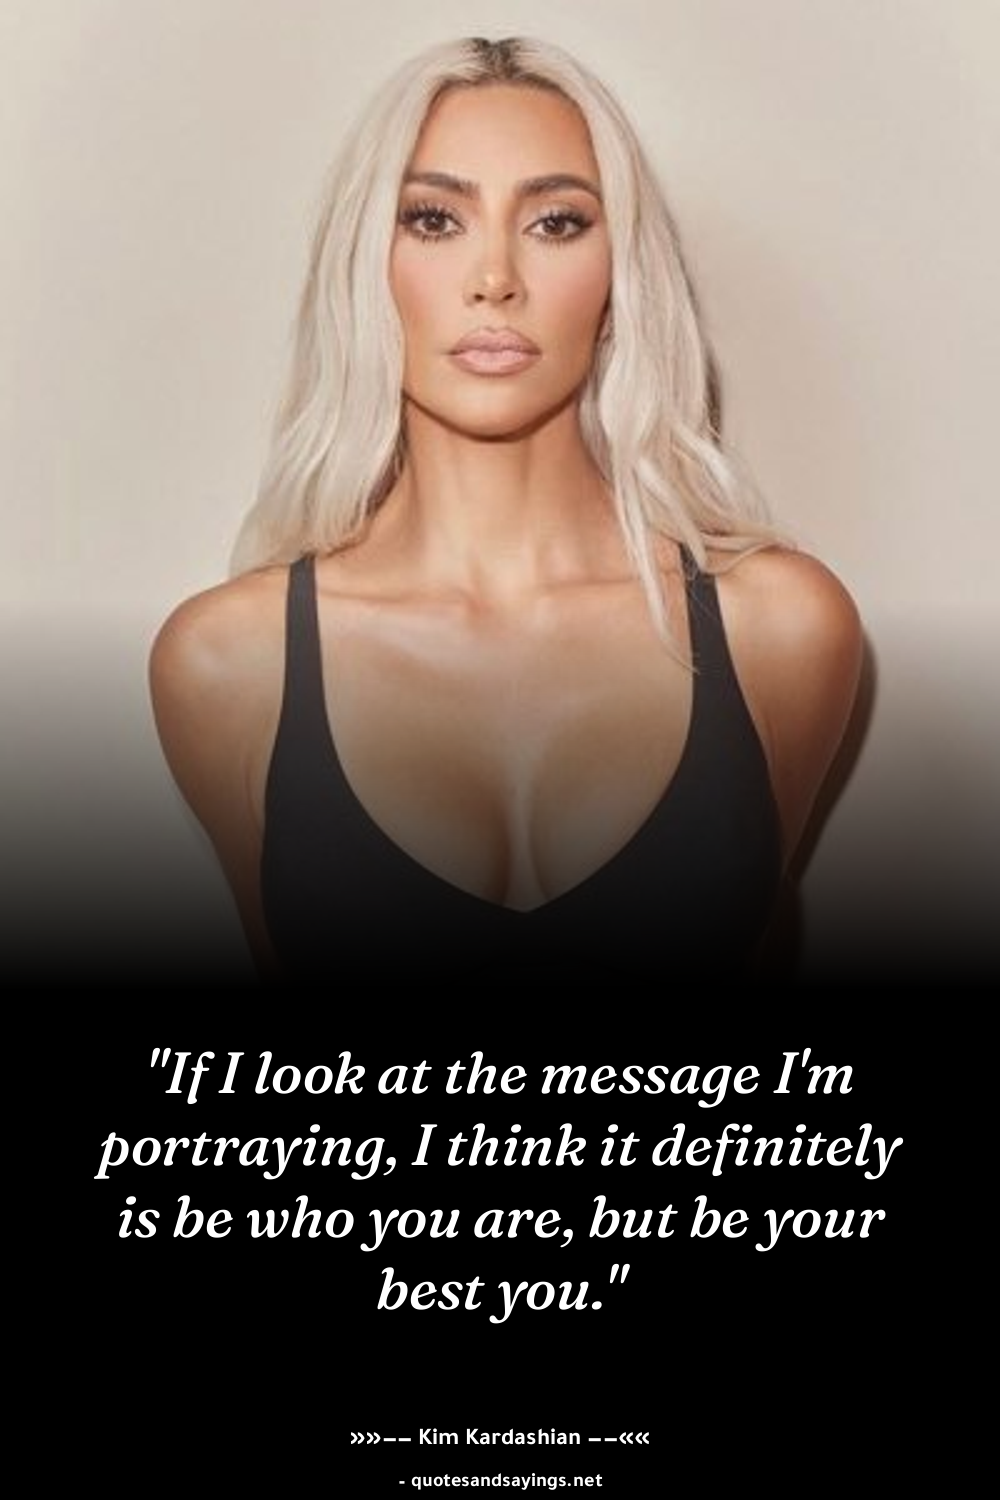 "If I look at the message I'm
portraying, I think it definitely
is be who you are, but be your
best you."
»»–– Kim Kardashian ––««
- quotesandsayings.net